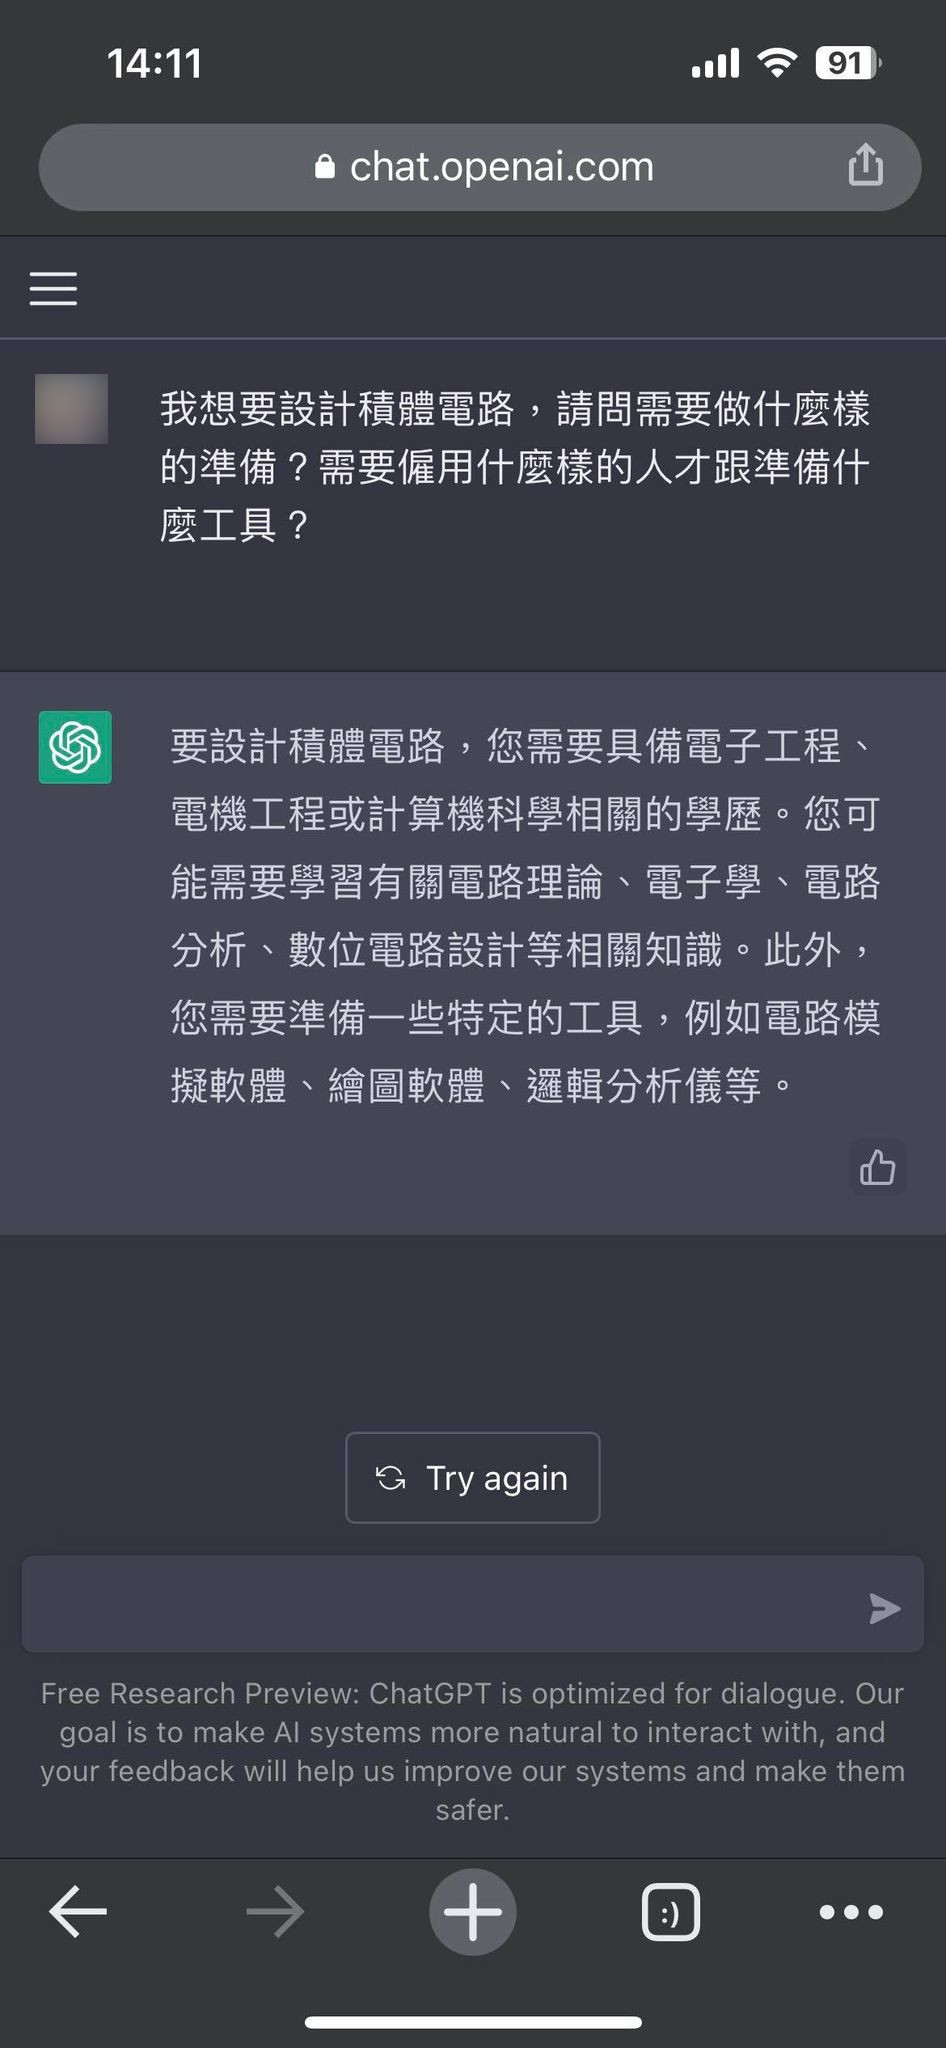 14:11
91
chat.openai.com
我想要設計積體電路，請問需要做什麼樣
的準備？需要僱用什麼樣的人才跟準備什
麼工具？
要設計積體電路，您需要具備電子工程、
電機工程或計算機科學相關的學歷。您可
能需要學習有關電路理論、電子學、電路
分析、數位電路設計等相關知識。此外，
您需要準備一些特定的工具，例如電路模
擬軟體、繪圖軟體、邏輯分析儀等。
Try again
Free Research Preview: ChatGPT is optimized for dialogue. Our
goal is to make AI systems more natural to interact with, and
your feedback will help us improve our systems and make them
safer.
:)